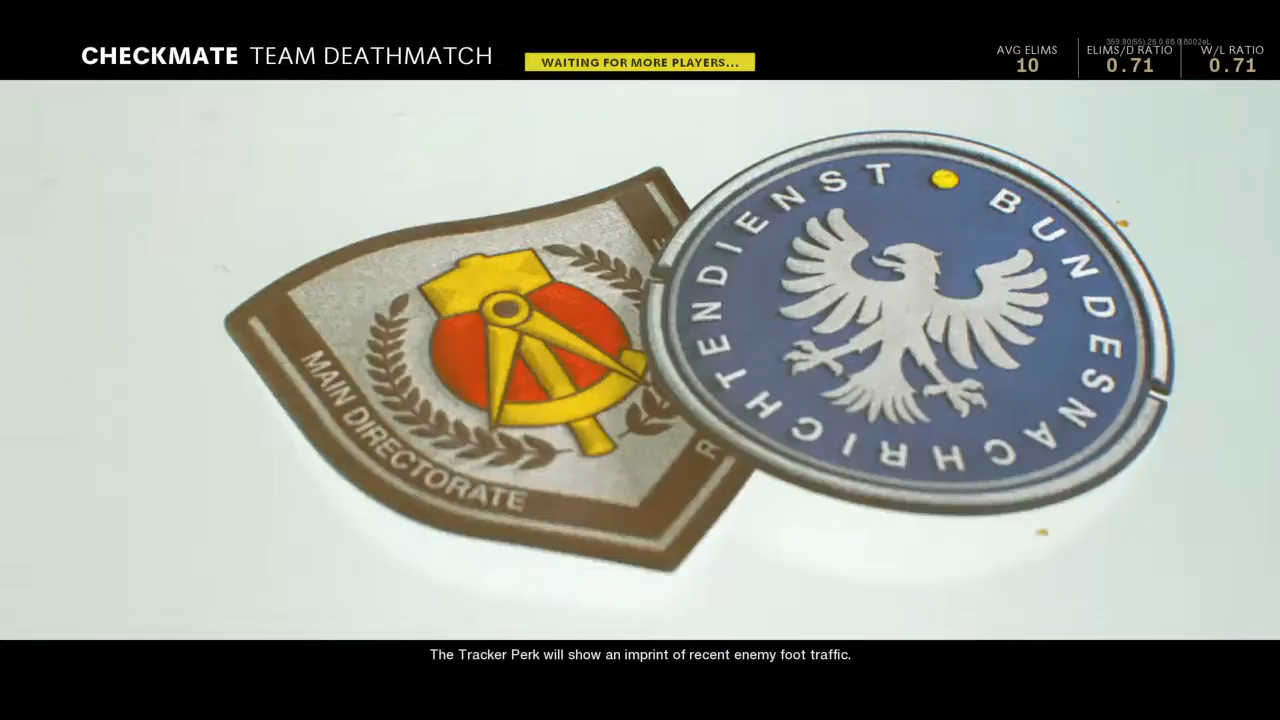 CHECKMATE TEAM DEATHMATCH
WAITING FOR MORE PLAYERS...
AVG ELIMS
10
ELIMS/D RATIO
0.71
W/L RATIO
0.71
MAIN DIRECTORATE
R
BUNDESNACHRICHTENDIENST
The Tracker Perk will show an imprint of recent enemy foot traffic.